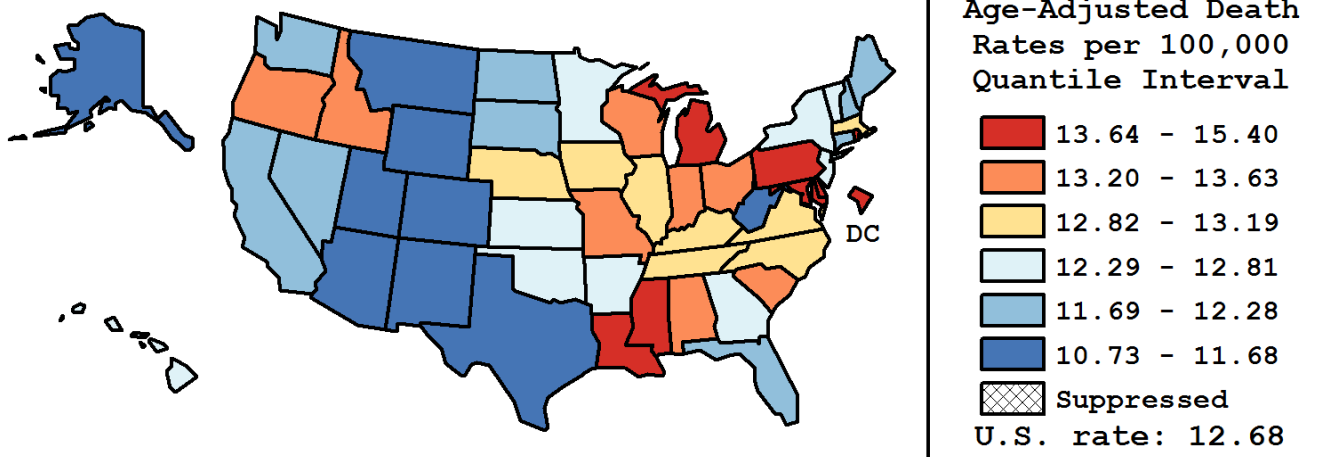 Age-Adjusted Death
Rates per 100,000
Quantile Interval
13.64 - 15.40
13.20 - 13.63
12.82 - 13.19
12.29 - 12.81
11.69 - 12.28
10.73 - 11.68
Suppressed
U.S. rate: 12.68
DC